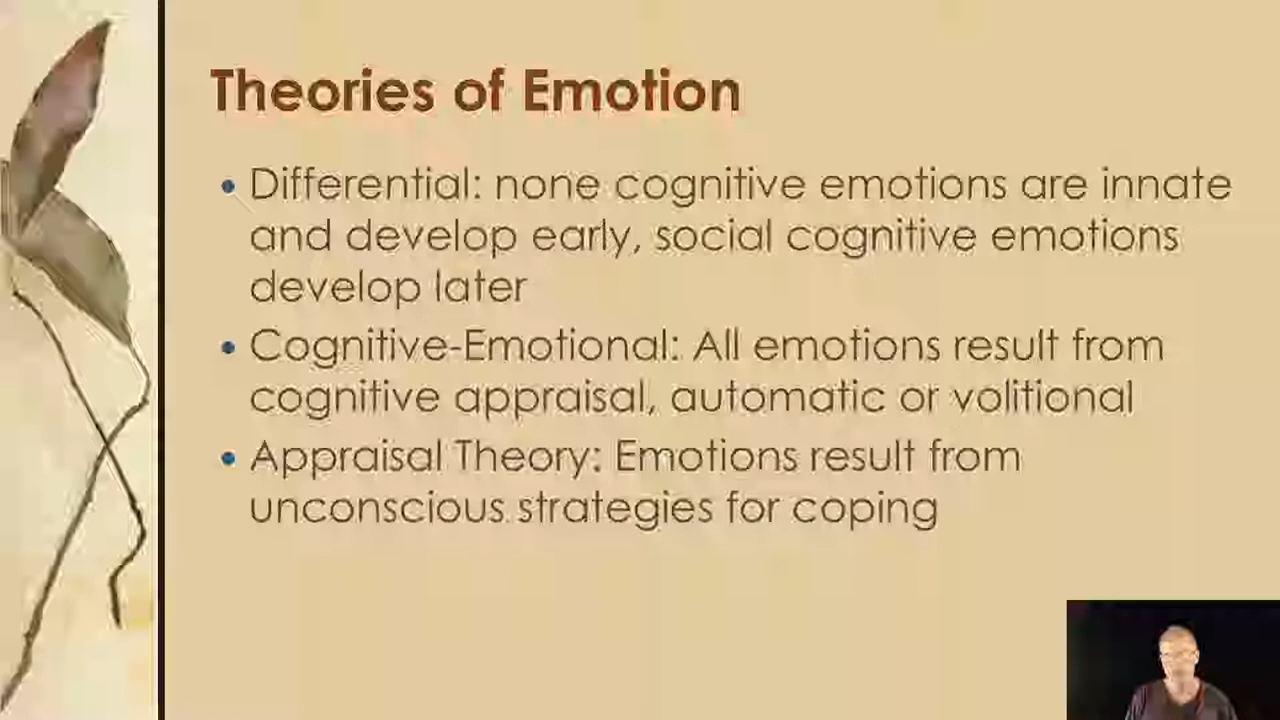 Theories of Emotion
• Differential: none cognitive emotions are innate
and develop early, social cognitive emotions
develop later
• Cognitive-Emotional: All emotions result from
cognitive appraisal, automatic or volitional
• Appraisal Theory: Emotions result from
unconscious strategies for coping